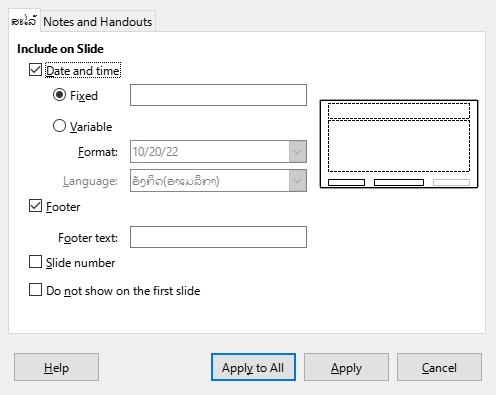 ສະໄລ້ Notes and Handouts
Include on Slide
Date and time
Fixed
Variable
Format: 10/20/22
Language: ອັງກິດ(ອາເມລິກາ)
Footer
Footer text:
Slide number
Do not show on the first slide
Help Apply to All Apply Cancel